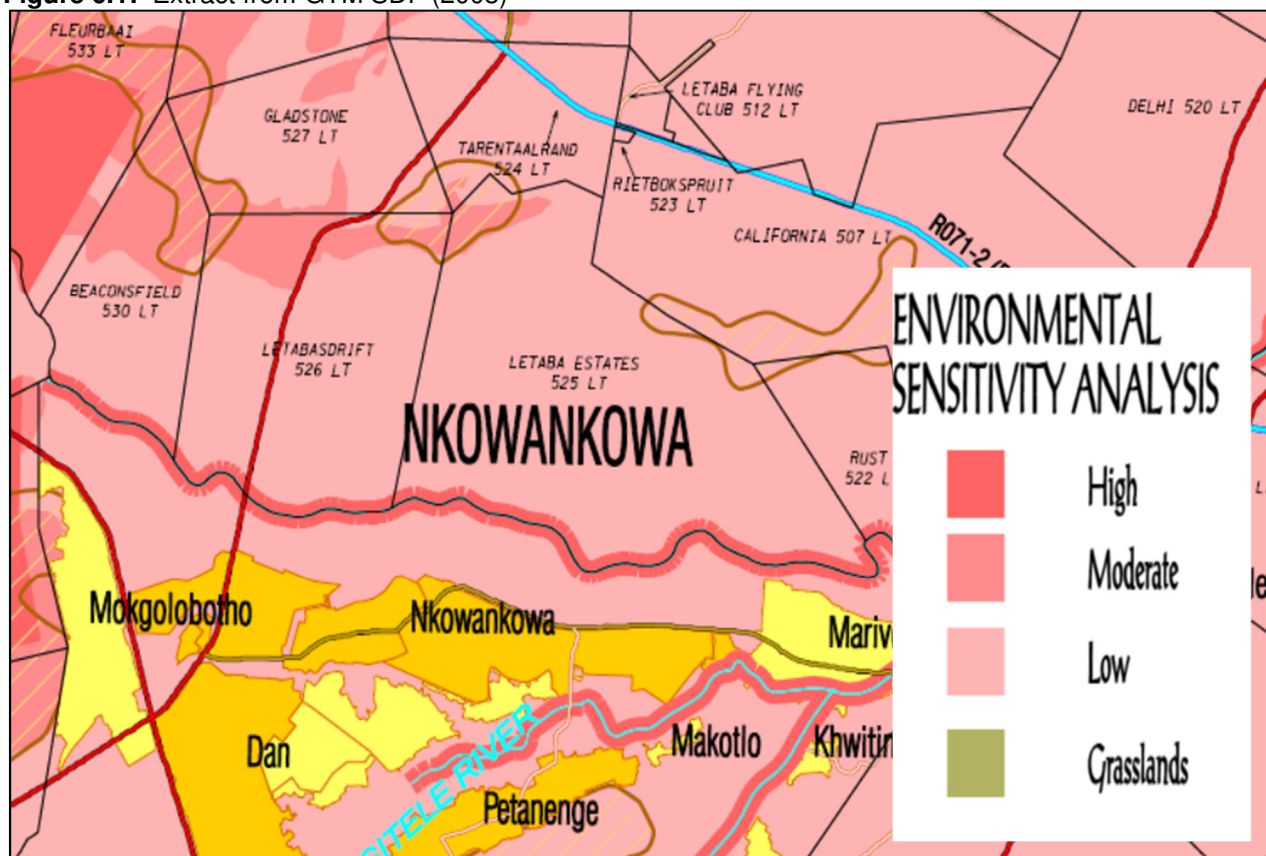 FLEURBAAI
533 LT
GLADSTONE
527 LT
TARENTAALRAND
524 LT
LETABA FLYING
CLUB 512 LT
DELHI 520 LT
RIETBOKSPRUIT
523 LT
CALIFORNIA 507 LT
R071-2
BEACONSFIELD
530 LT
LETABASDRIFT
526 LT
LETABA ESTATES
525 LT
NKOWANKOWA
RUST
522 L
Mokgolobotho
Nkowankowa
Dan
Makotlo
Petanenge
ENVIRONMENTAL
SENSITIVITY ANALYSIS
High
Moderate
Low
Grasslands